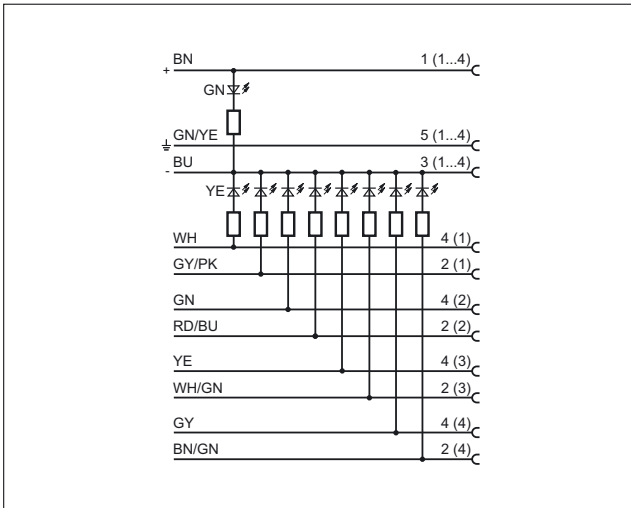 BN 1 (1...4)
+
GN
GN/YE 5 (1...4)
BU 3 (1...4)
-
YE
WH 4 (1)
GY/PK 2 (1)
GN 4 (2)
RD/BU 2 (2)
YE 4 (3)
WH/GN 2 (3)
GY 4 (4)
BN/GN 2 (4)